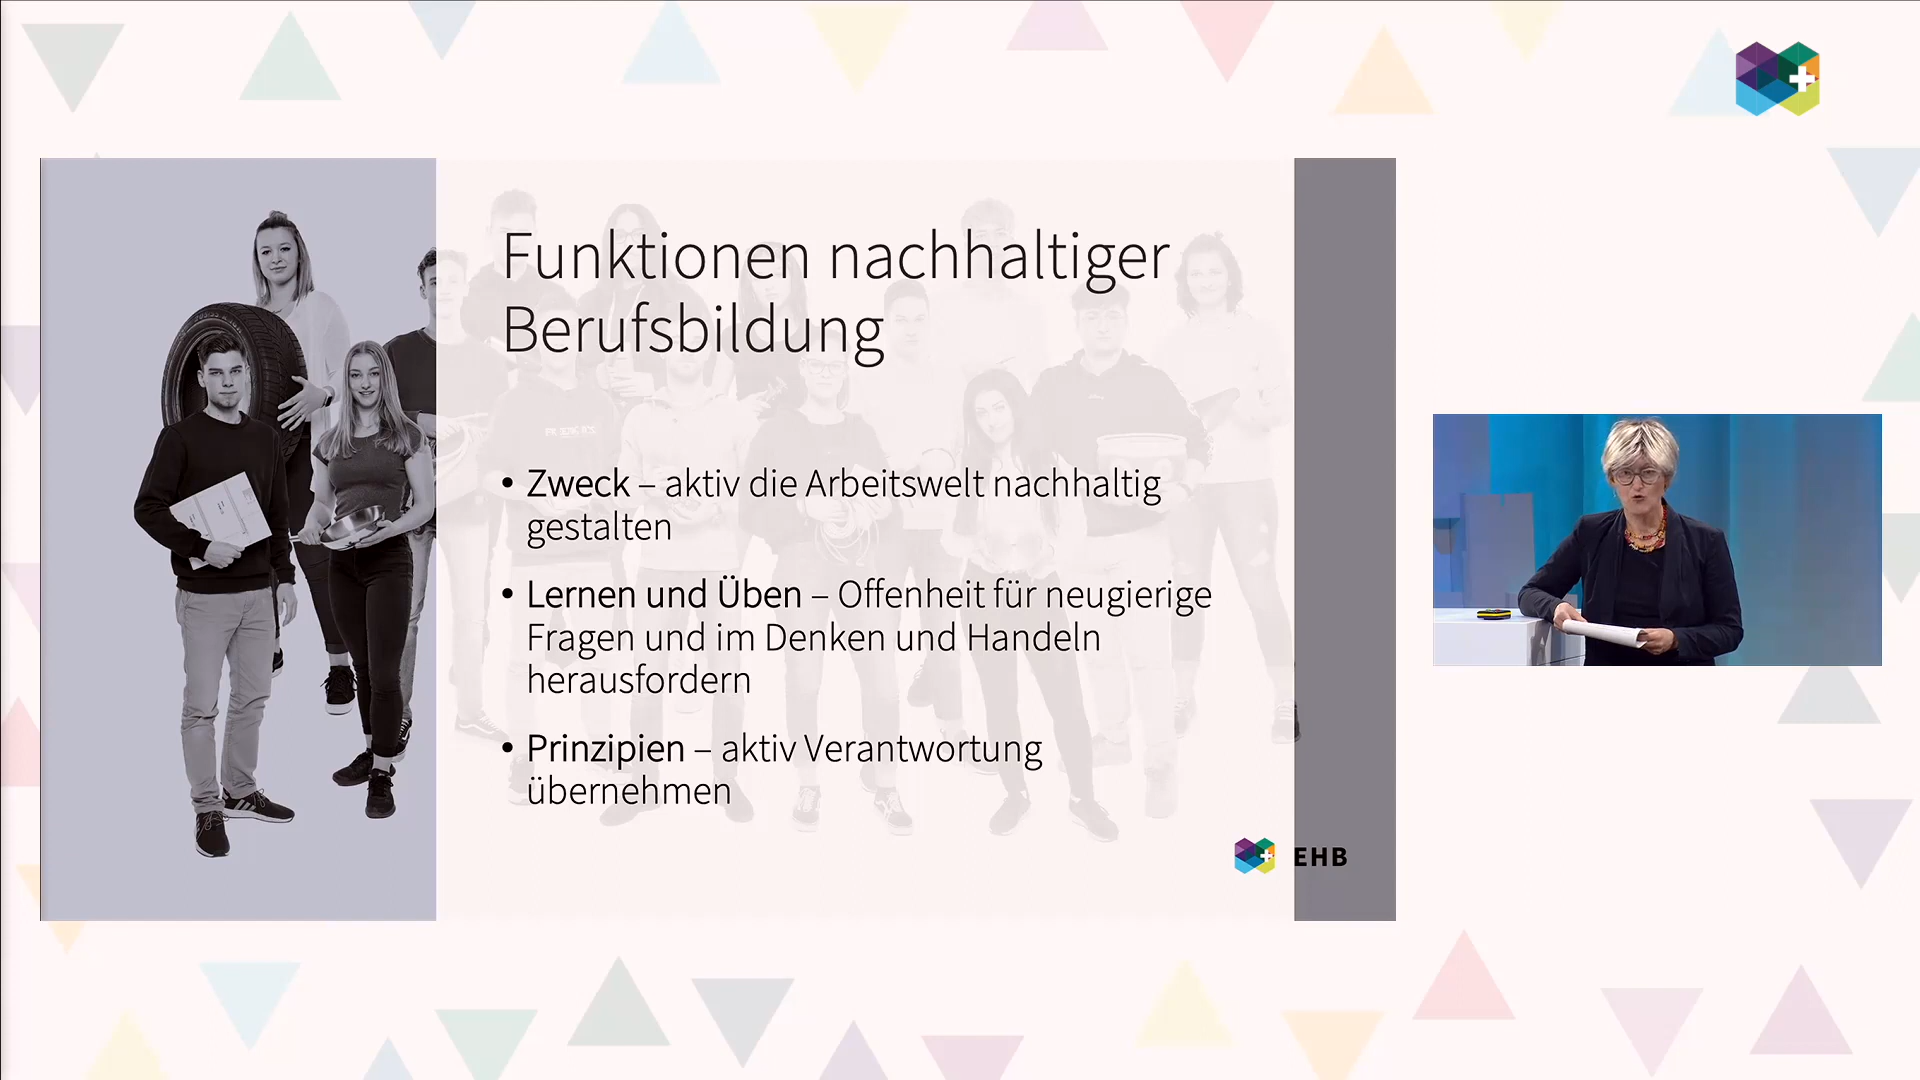 Funktionen nachhaltiger
Berufsbildung
• Zweck – aktiv die Arbeitswelt nachhaltig
gestalten
• Lernen und Üben – Offenheit für neugierige
Fragen und im Denken und Handeln
herausfordern
• Prinzipien – aktiv Verantwortung
übernehmen
EHB